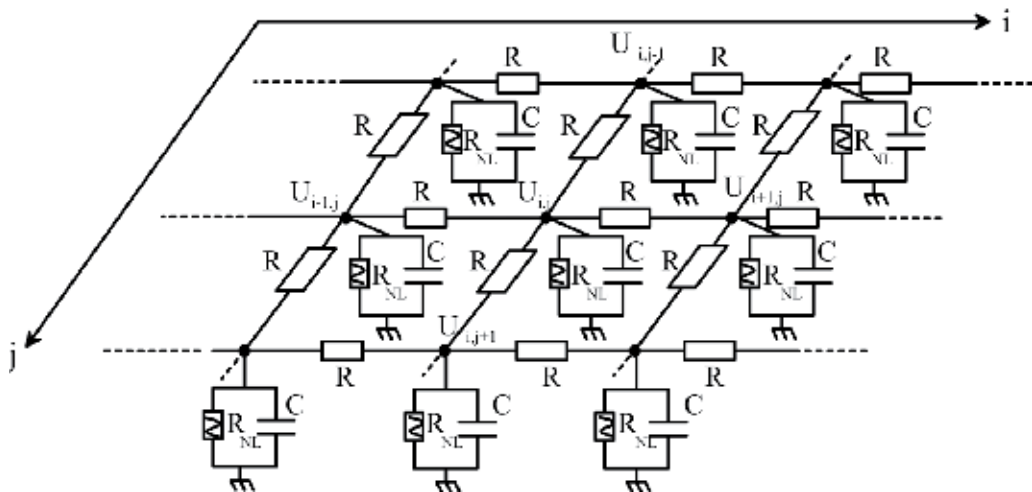 i
U i,j-1
R R R
R R R
C C C
R NL R NL R NL
U i-1,j U i,j U i+1,j
R R R
R R R
C C C
R NL R NL R NL
j
U i,j+1
R R R
C C C
R NL R NL R NL